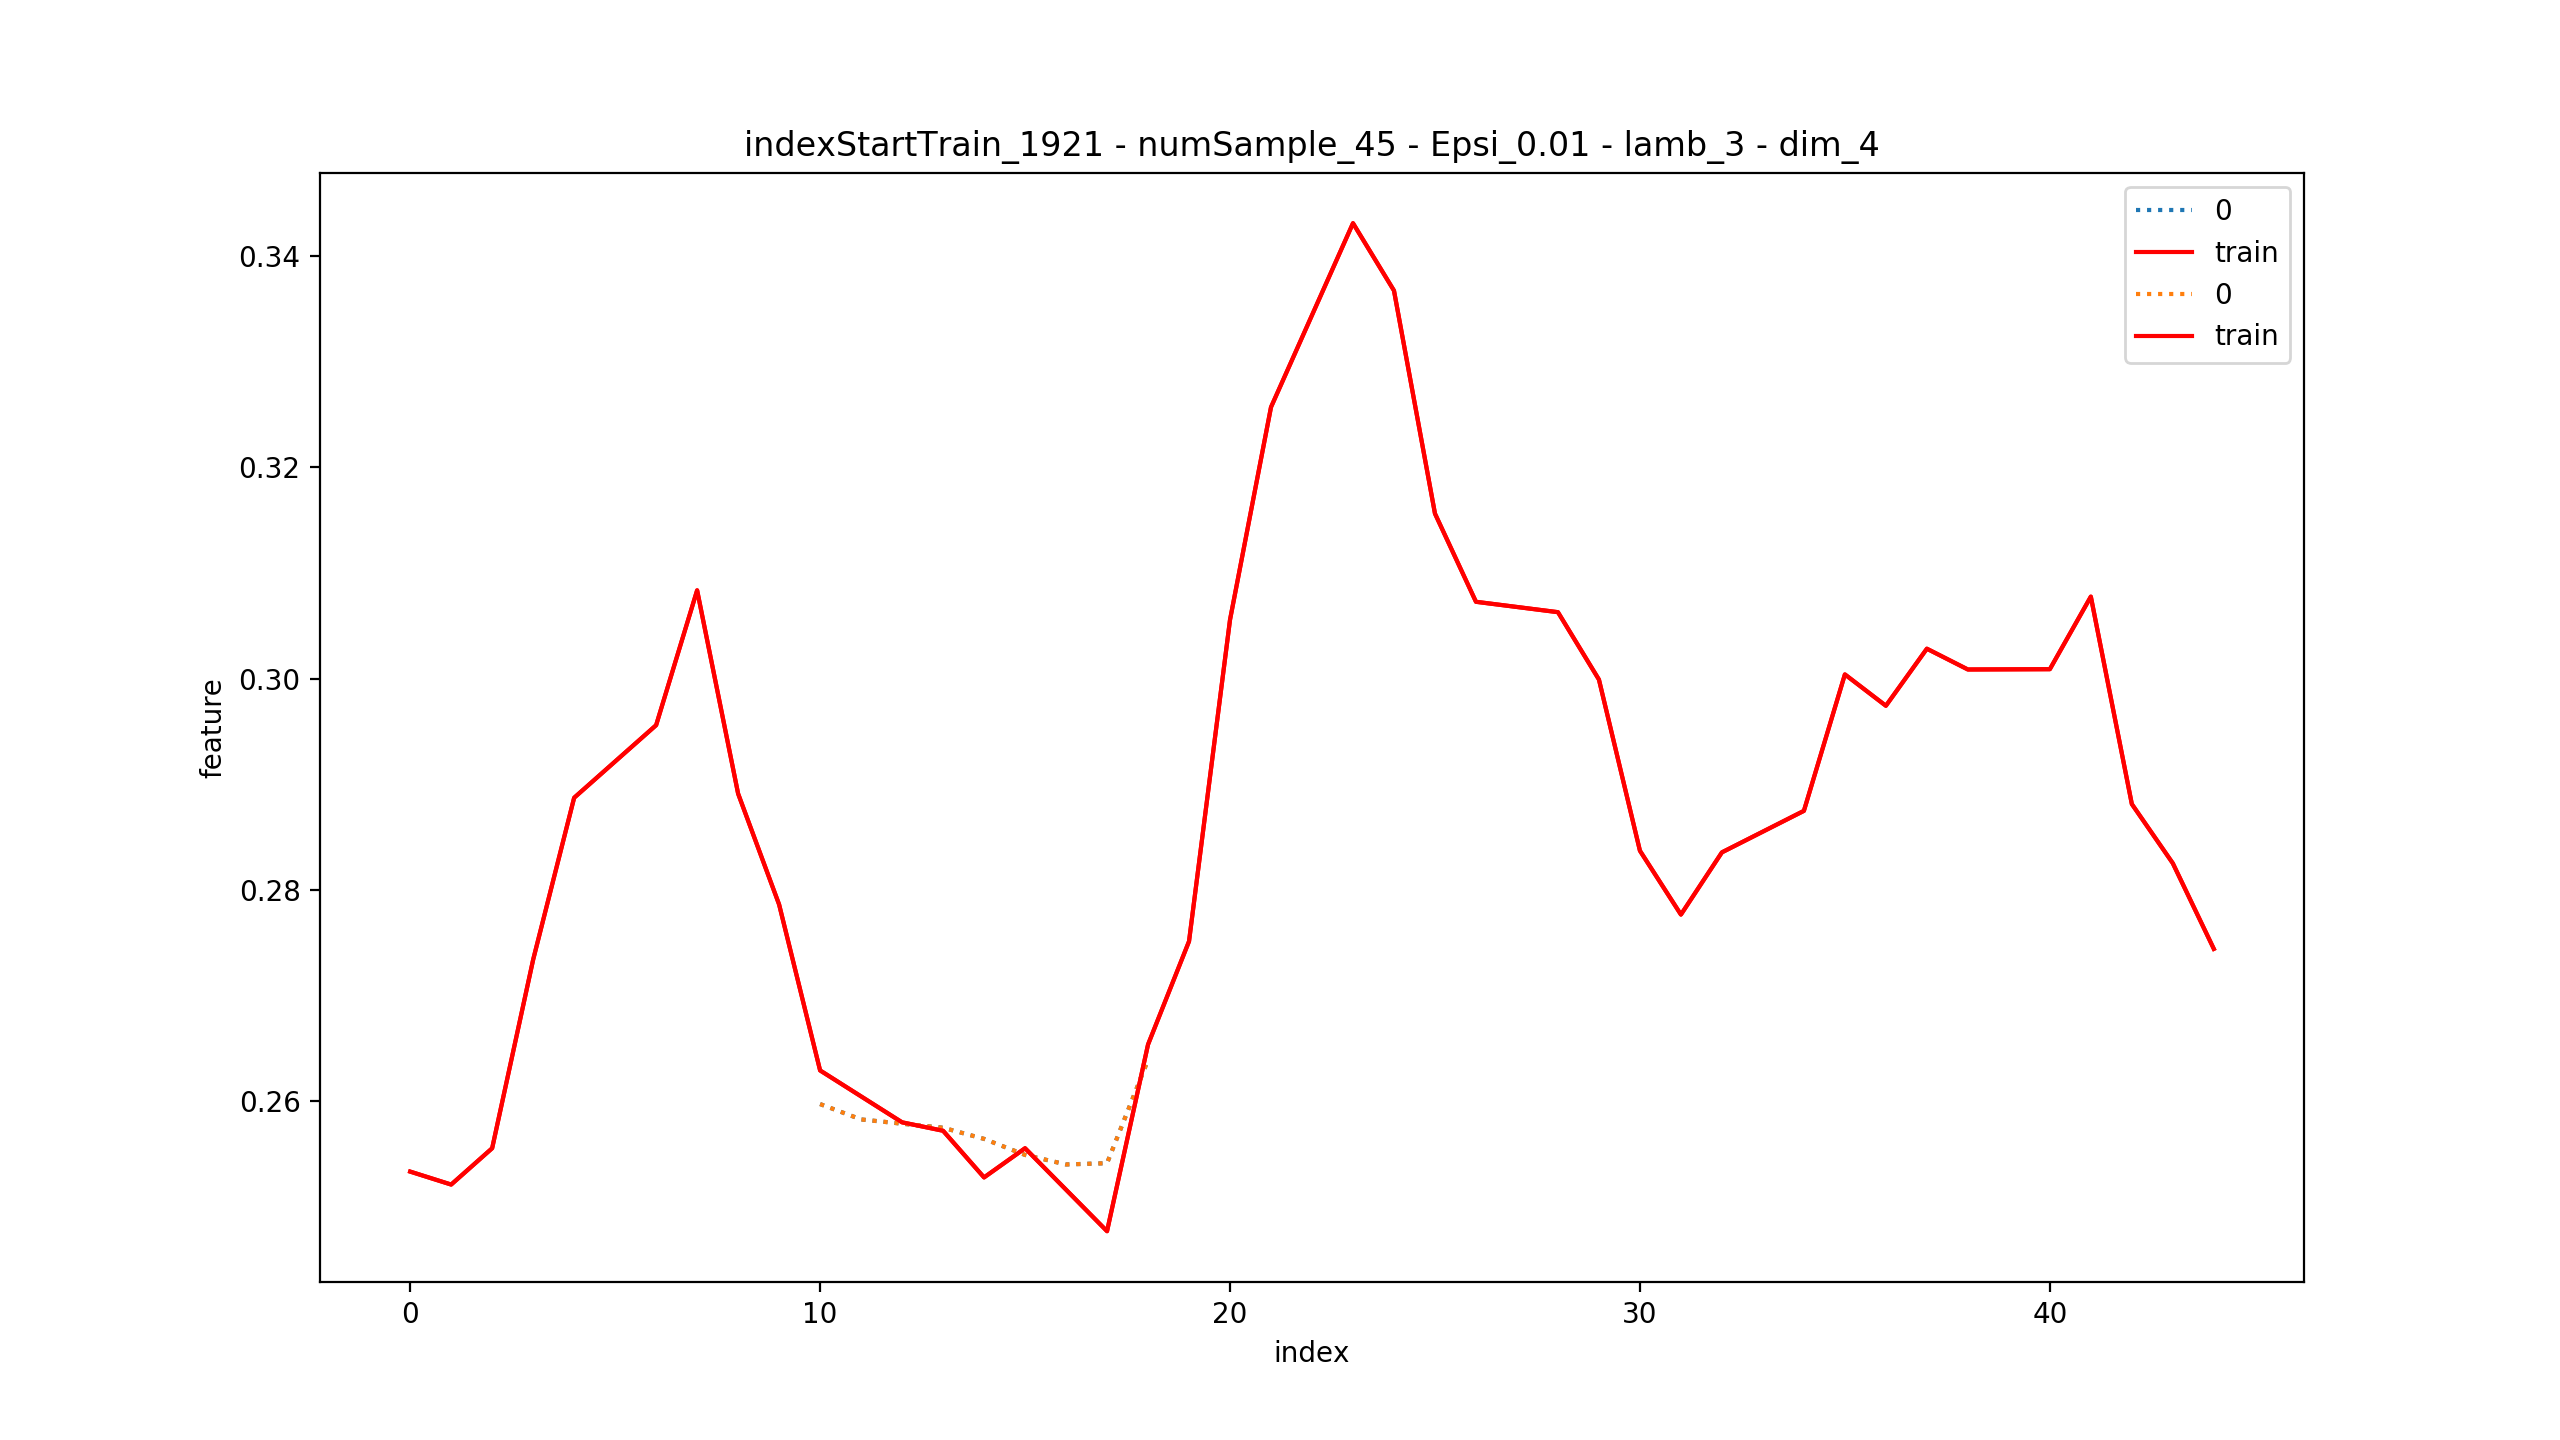 indexStartTrain_1921 - numSample_45 - Epsi_0.01 - lamb_3 - dim_4
0
train
0
train
0.34
0.32
0.30
0.28
0.26
feature
0 10 20 30 40
index